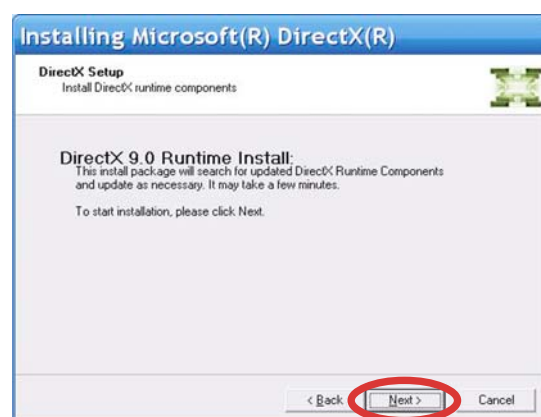 Installing Microsoft(R) DirectX(R)
DirectX Setup
Install DirectX runtime components
DirectX 9.0 Runtime Install:
This install package will search for updated DirectX Runtime Components
and update as necessary. It may take a few minutes.
To start installation, please click Next.
< Back Next > Cancel